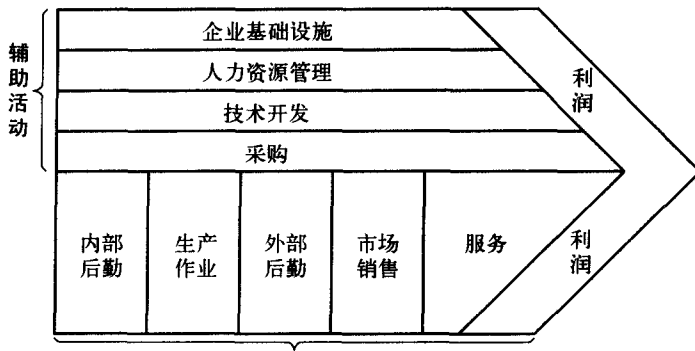 企业基础设施
人力资源管理
技术开发
采购
辅助活动
利润
内部
后勤
生产
作业
外部
后勤
市场
销售
服务
利润